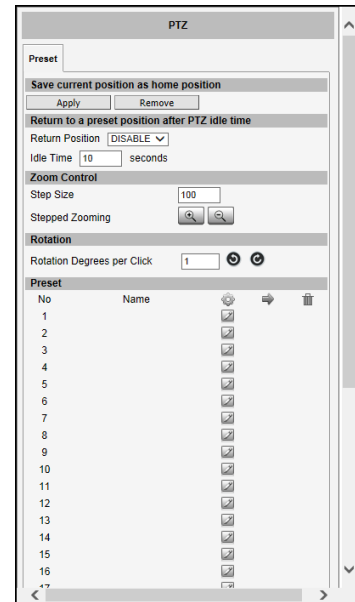 PTZ
Preset
Save current position as home position
Apply Remove
Return to a preset position after PTZ idle time
Return Position DISABLE
Idle Time 10 seconds
Zoom Control
Step Size 100
Stepped Zooming
Rotation
Rotation Degrees per Click 1
Preset
No Name
1
2
3
4
5
6
7
8
9
10
11
12
13
14
15
16
17